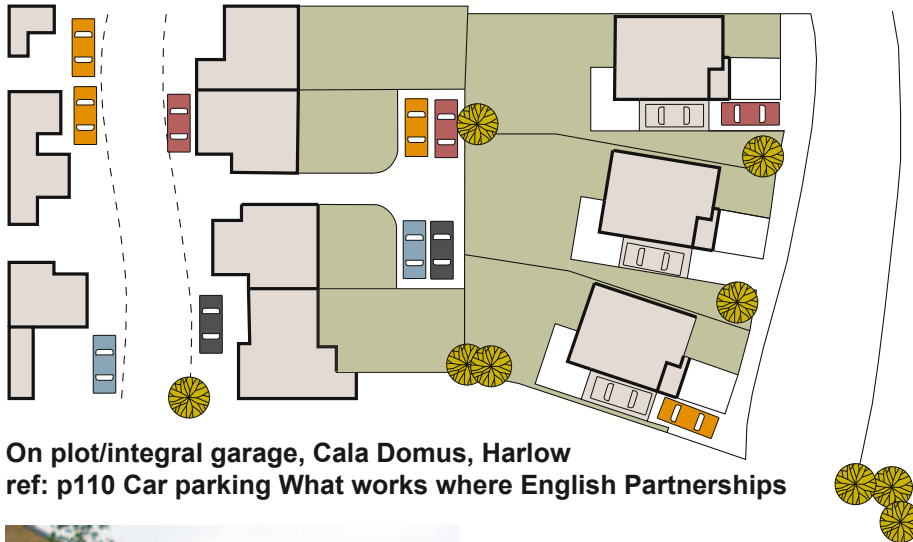 On plot/integral garage, Cala Domus, Harlow
ref: p110 Car parking What works where English Partnerships